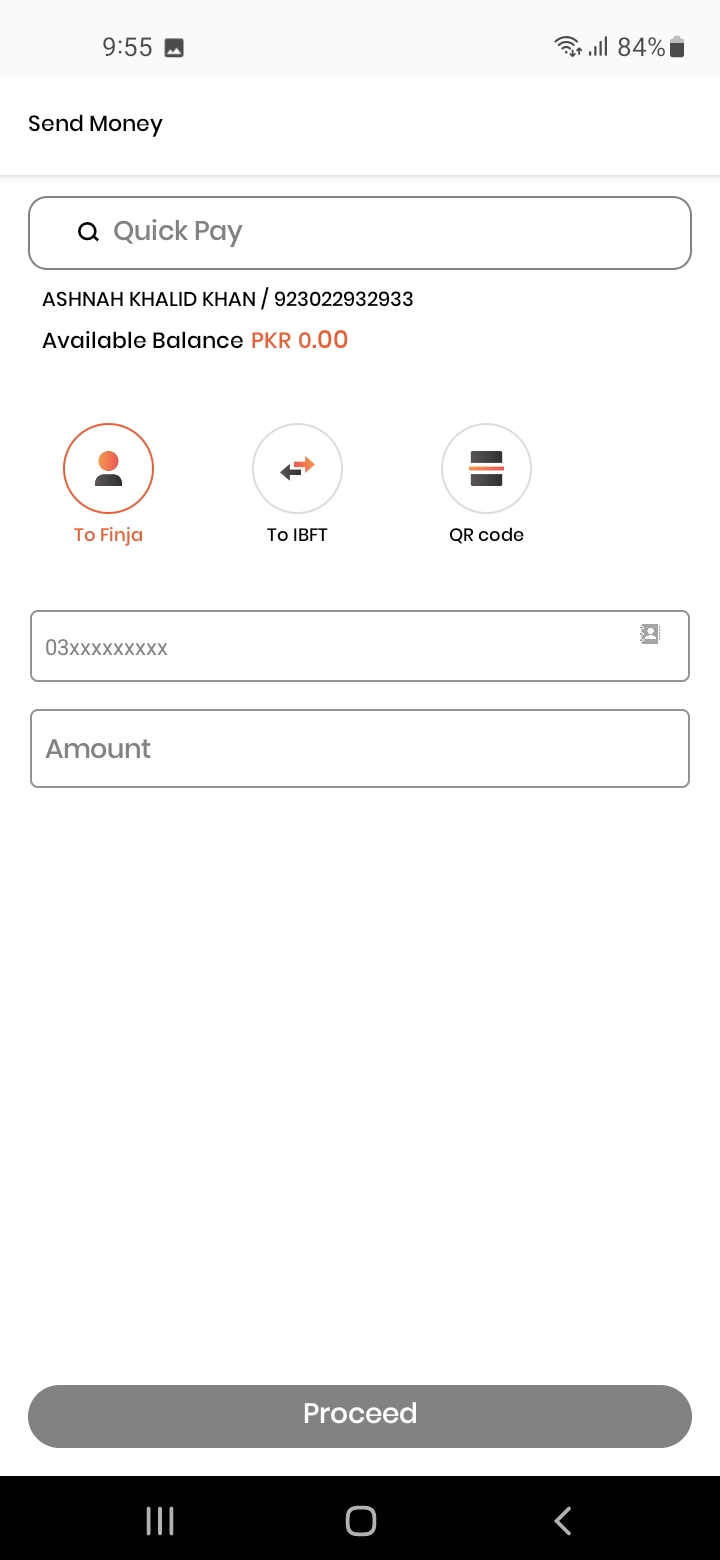 9:55 84%
Send Money
Quick Pay
ASHNAH KHALID KHAN / 923022932933
Available Balance PKR 0.00
To Finja To IBFT QR code
03xxxxxxxxx
Amount
Proceed